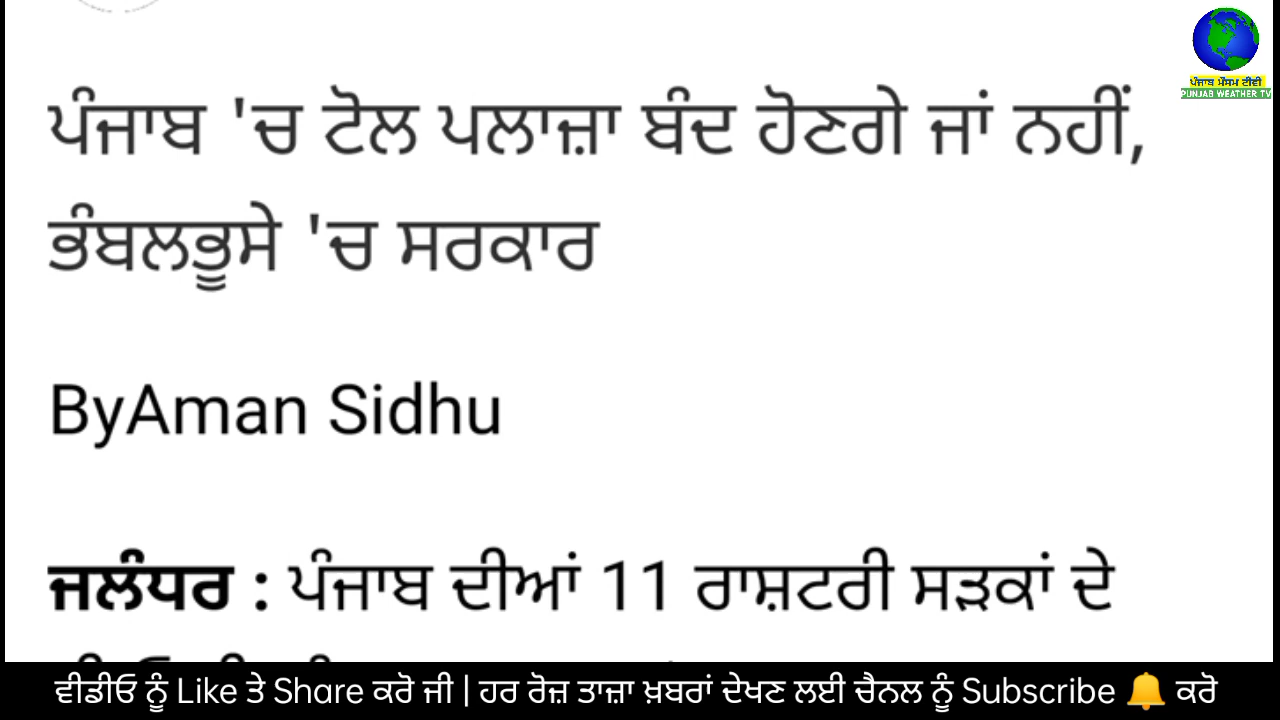 ਪੰਜਾਬ ਮੌਸਮ ਟੀਵੀ
PUNJAB WEATHER TV
ਪੰਜਾਬ 'ਚ ਟੋਲ ਪਲਾਜ਼ਾ ਬੰਦ ਹੋਣਗੇ ਜਾਂ ਨਹੀਂ,
ਭੰਬਲਭੂਸੇ 'ਚ ਸਰਕਾਰ
ByAman Sidhu
ਜਲੰਧਰ : ਪੰਜਾਬ ਦੀਆਂ 11 ਰਾਸ਼ਟਰੀ ਸੜਕਾਂ ਦੇ
ਵੀਡੀਓ ਨੂੰ Like ਤੇ Share ਕਰੋ ਜੀ | ਹਰ ਰੋਜ਼ ਤਾਜ਼ਾ ਖ਼ਬਰਾਂ ਦੇਖਣ ਲਈ ਚੈਨਲ ਨੂੰ Subscribe 🔔 ਕਰੋ